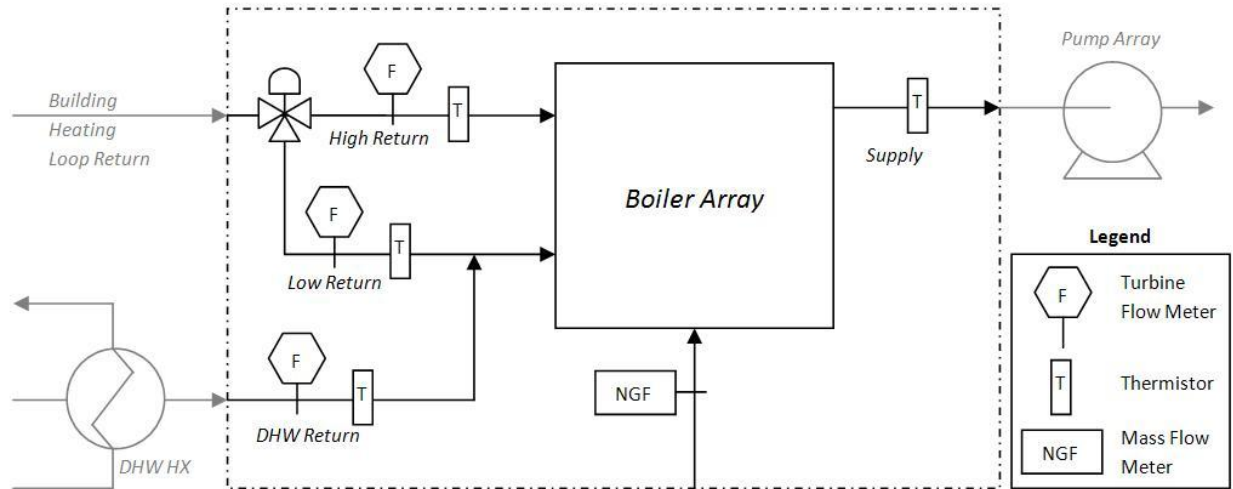 Pump Array
F
T
Building
Heating
Loop Return
High Return
T
Supply
Boiler Array
F
T
Low Return
Legend
F
Turbine
Flow Meter
F
T
DHW Return
T
Thermistor
NGF
NGF
Mass Flow
Meter
DHW HX